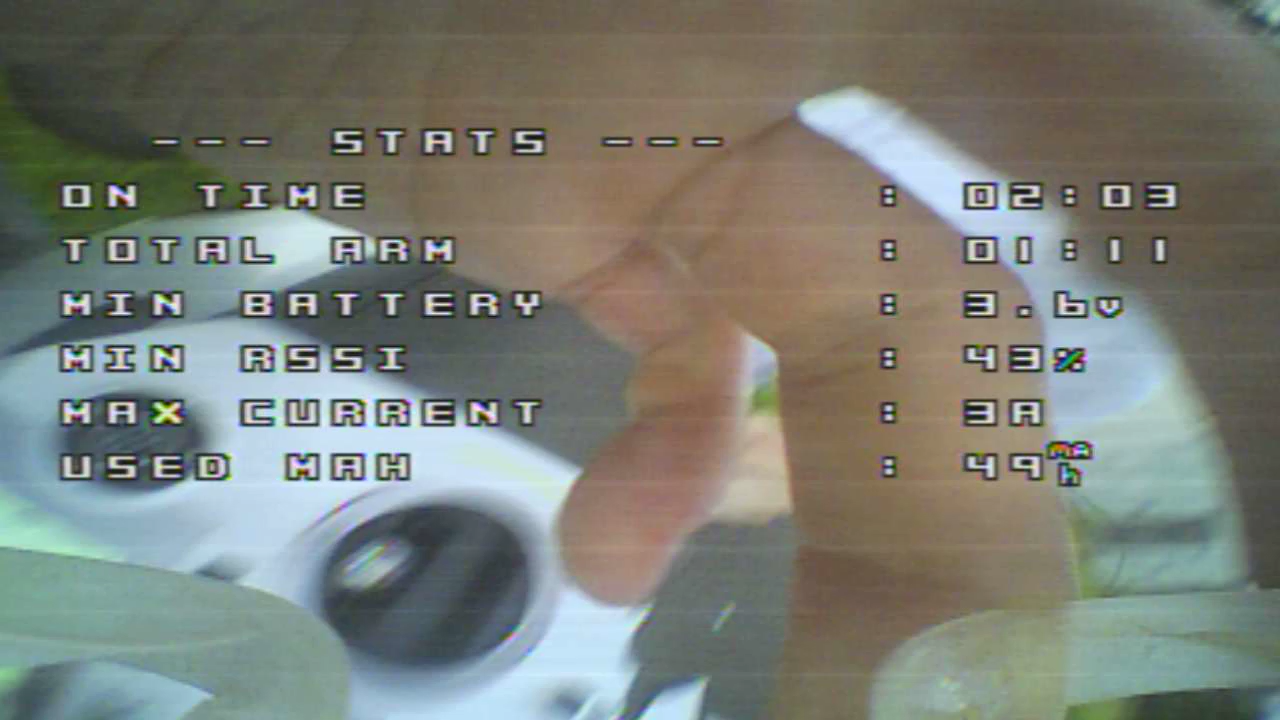 --- STATS ---
ON TIME : 02:03
TOTAL ARM : 01:11
MIN BATTERY : 3.6v
MIN RSSI : 43%
MAX CURRENT : 3A
USED MAH : 49mAh